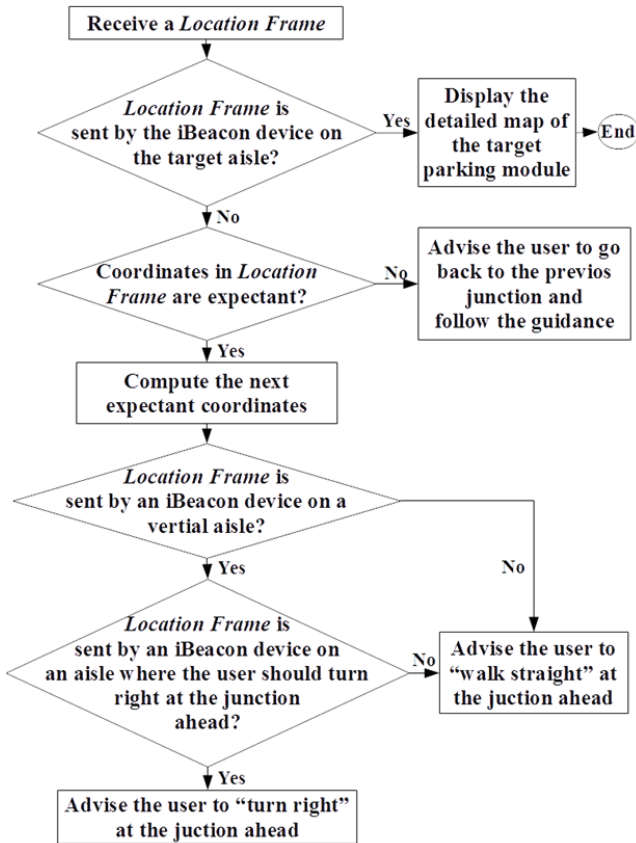 Receive a Location Frame
Location Frame is
sent by the iBeacon device on
the target aisle?
Yes
Display the
detailed map of
the target
parking module
End
No
Coordinates in Location
Frame are expectant?
No
Advise the user to go
back to the previos
junction and
follow the guidance
Yes
Compute the next
expectant coordinates
Location Frame is
sent by an iBeacon device on a
vertial aisle?
No
Yes
Location Frame is
sent by an iBeacon device on
an aisle where the user should turn
right at the junction
ahead?
No
Advise the user to
“walk straight” at
the juction ahead
Yes
Advise the user to “turn right”
at the juction ahead